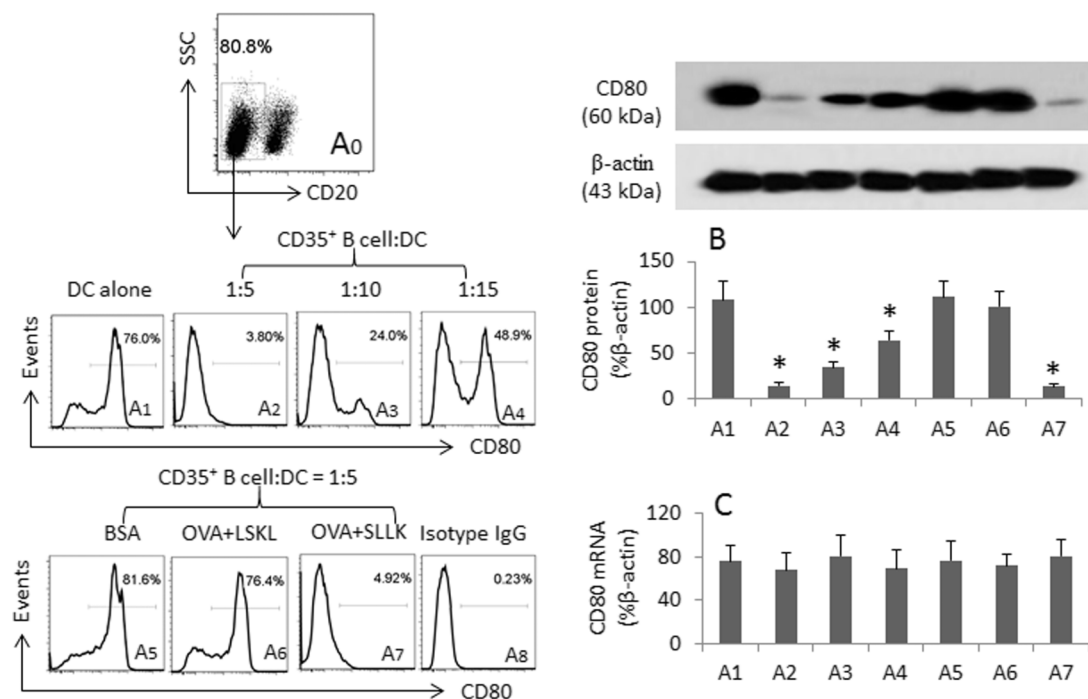 SSC
80.8%
A0
CD20
CD35+ B cell:DC
DC alone
1:5
1:10
1:15
Events
76.0%
A1
3.80%
A2
24.0%
A3
48.9%
A4
CD80
CD35+ B cell:DC = 1:5
BSA
OVA+LSKL
OVA+SLLK
Isotype IgG
Events
81.6%
A5
76.4%
A6
4.92%
A7
0.23%
A8
CD80
CD80
(60 kDa)
β-actin
(43 kDa)
B
CD80 protein
(%β-actin)
150
100
50
0
*
*
*
*
A1 A2 A3 A4 A5 A6 A7
C
CD80 mRNA
(%β-actin)
120
80
40
0
A1 A2 A3 A4 A5 A6 A7